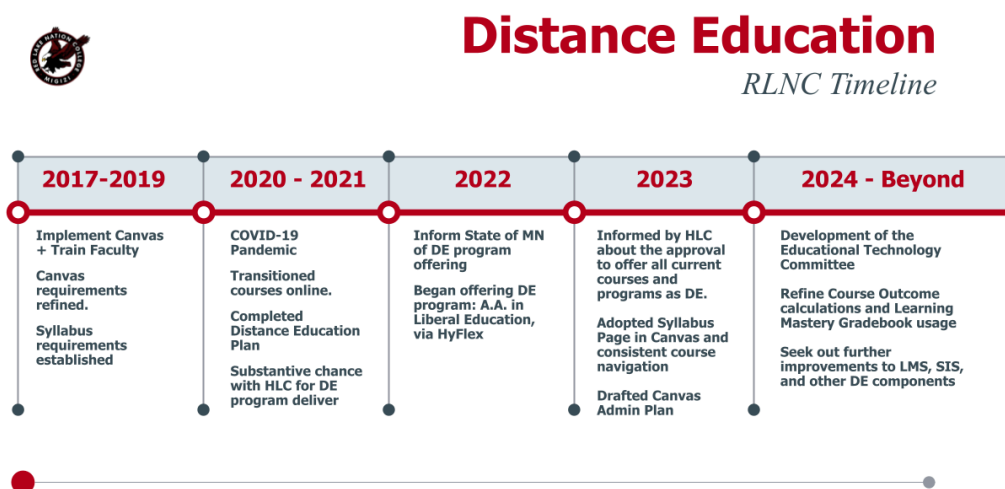 RED LAKE NATION COLLEGE
MIGIZI
Distance Education
RLNC Timeline
2017-2019
Implement Canvas
+ Train Faculty
Canvas
requirements
refined.
Syllabus
requirements
established
2020 - 2021
COVID-19
Pandemic
Transitioned
courses online.
Completed
Distance Education
Plan
Substantive chance
with HLC for DE
program deliver
2022
Inform State of MN
of DE program
offering
Began offering DE
program: A.A. in
Liberal Education,
via HyFlex
2023
Informed by HLC
about the approval
to offer all current
courses and
programs as DE.
Adopted Syllabus
Page in Canvas and
consistent course
navigation
Drafted Canvas
Admin Plan
2024 - Beyond
Development of the
Educational Technology
Committee
Refine Course Outcome
calculations and Learning
Mastery Gradebook usage
Seek out further
improvements to LMS, SIS,
and other DE components